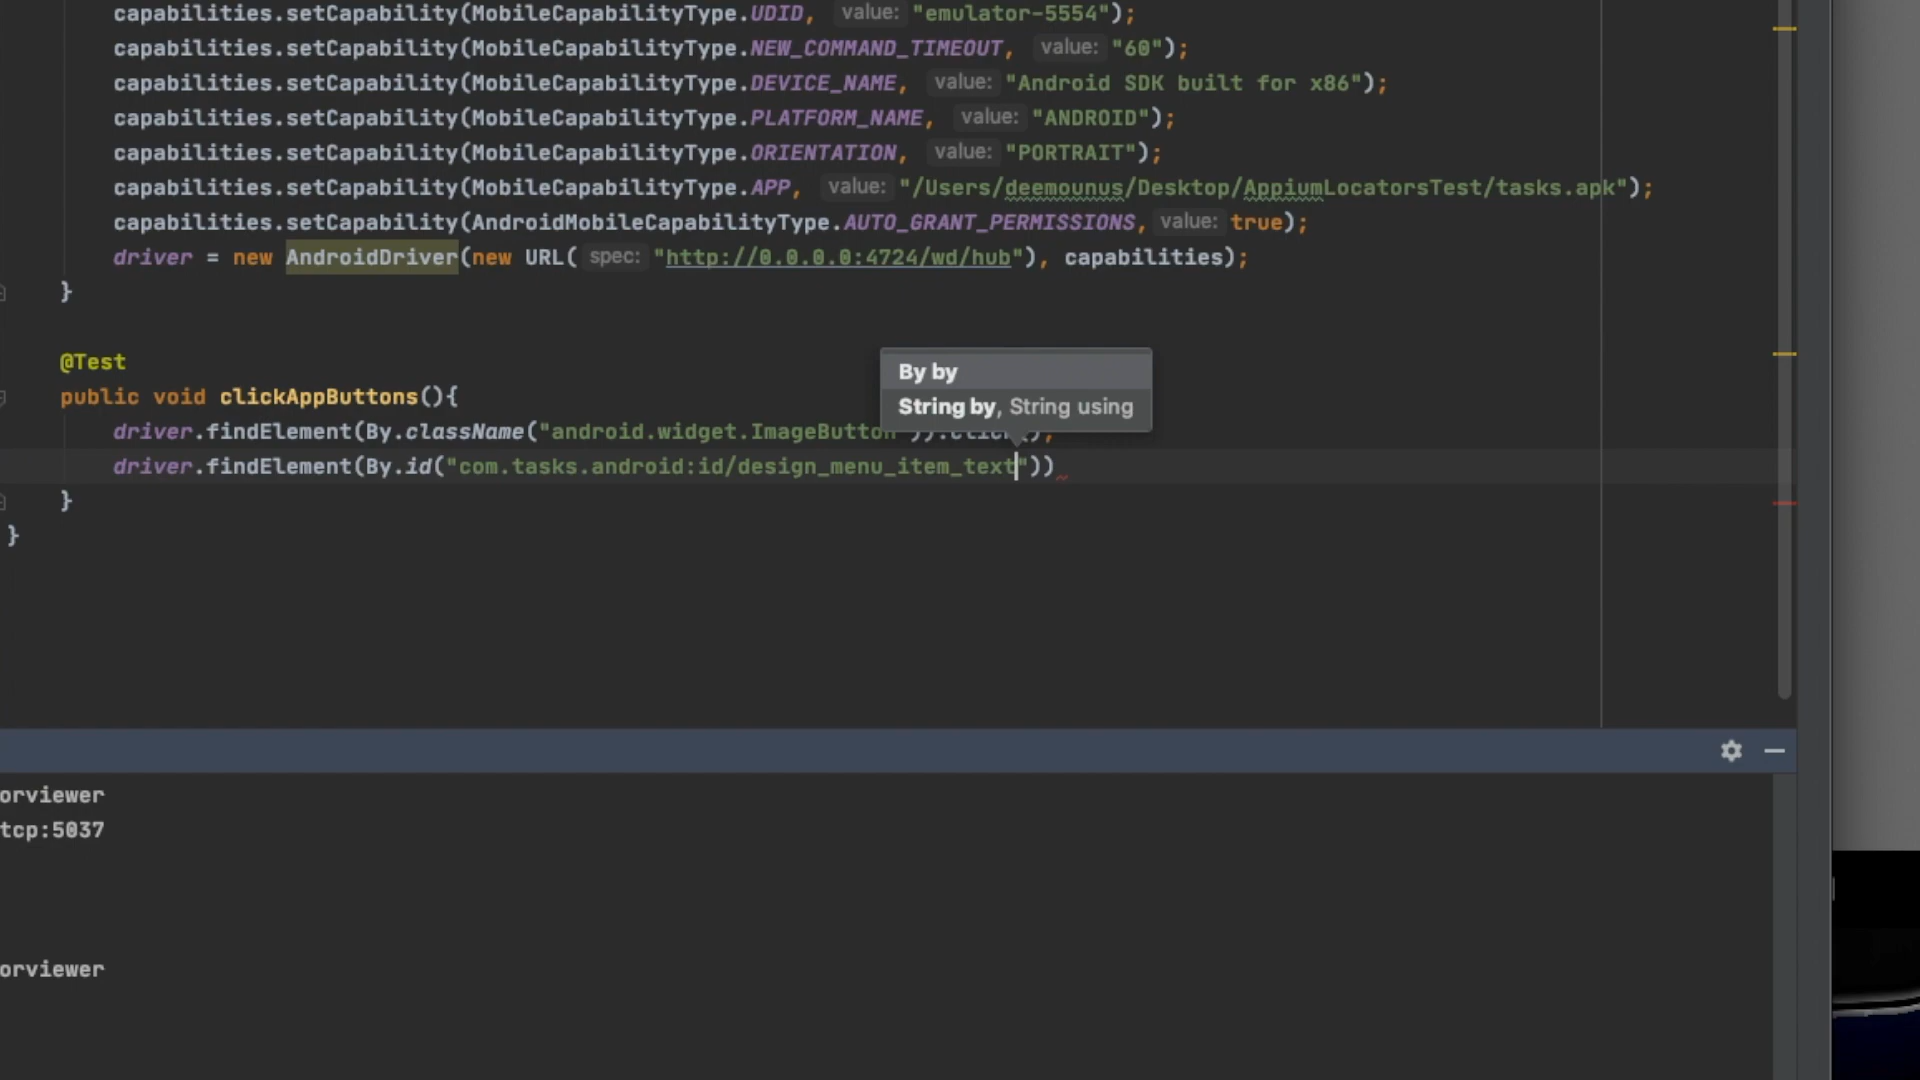 capabilities.setCapability(MobileCapabilityType.UDID, value: "emulator-5554");
capabilities.setCapability(MobileCapabilityType.NEW_COMMAND_TIMEOUT, value: "60");
capabilities.setCapability(MobileCapabilityType.DEVICE_NAME, value: "Android SDK built for x86");
capabilities.setCapability(MobileCapabilityType.PLATFORM_NAME, value: "ANDROID");
capabilities.setCapability(MobileCapabilityType.ORIENTATION, value: "PORTRAIT");
capabilities.setCapability(MobileCapabilityType.APP, value: "/Users/deemounus/Desktop/AppiumLocatorsTest/tasks.apk");
capabilities.setCapability(AndroidMobileCapabilityType.AUTO_GRANT_PERMISSIONS, value: true);
driver = new AndroidDriver(new URL( spec: "http://0.0.0.0:4724/wd/hub"), capabilities);
}
@Test
By by
public void clickAppButtons(){
String by, String using
driver.findElement(By.className("android.widget.ImageButton")).click();
driver.findElement(By.id("com.tasks.android:id/design_menu_item_text"))
}
}
orviewer
tcp:5037
orviewer